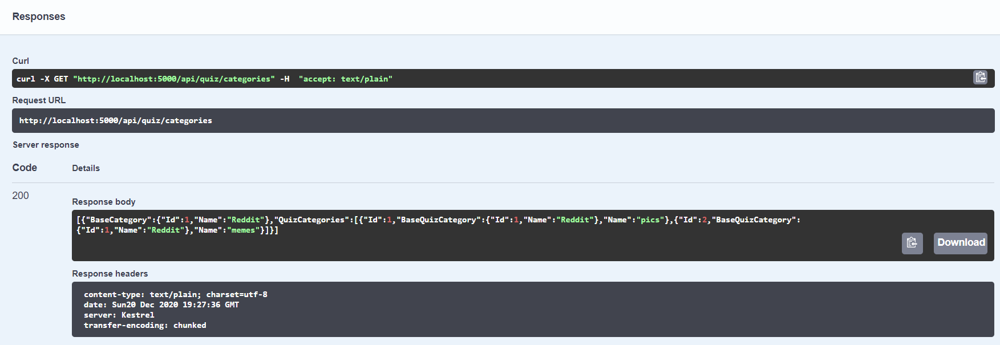 Responses
Curl
curl -X GET "http://localhost:5000/api/quiz/categories" -H  "accept: text/plain"
Request URL
http://localhost:5000/api/quiz/categories
Server response
Code Details
200
Response body
[{"BaseCategory":{"Id":1,"Name":"Reddit"},"QuizCategories":[{"Id":1,"BaseQuizCategory":{"Id":1,"Name":"Reddit"},"Name":"pics"},{"Id":2,"BaseQuizCategory":
{"Id":1,"Name":"Reddit"},"Name":"memes"}]}]
Download
Response headers
content-type: text/plain; charset=utf-8
date: Sun20 Dec 2020 19:27:36 GMT
server: Kestrel
transfer-encoding: chunked